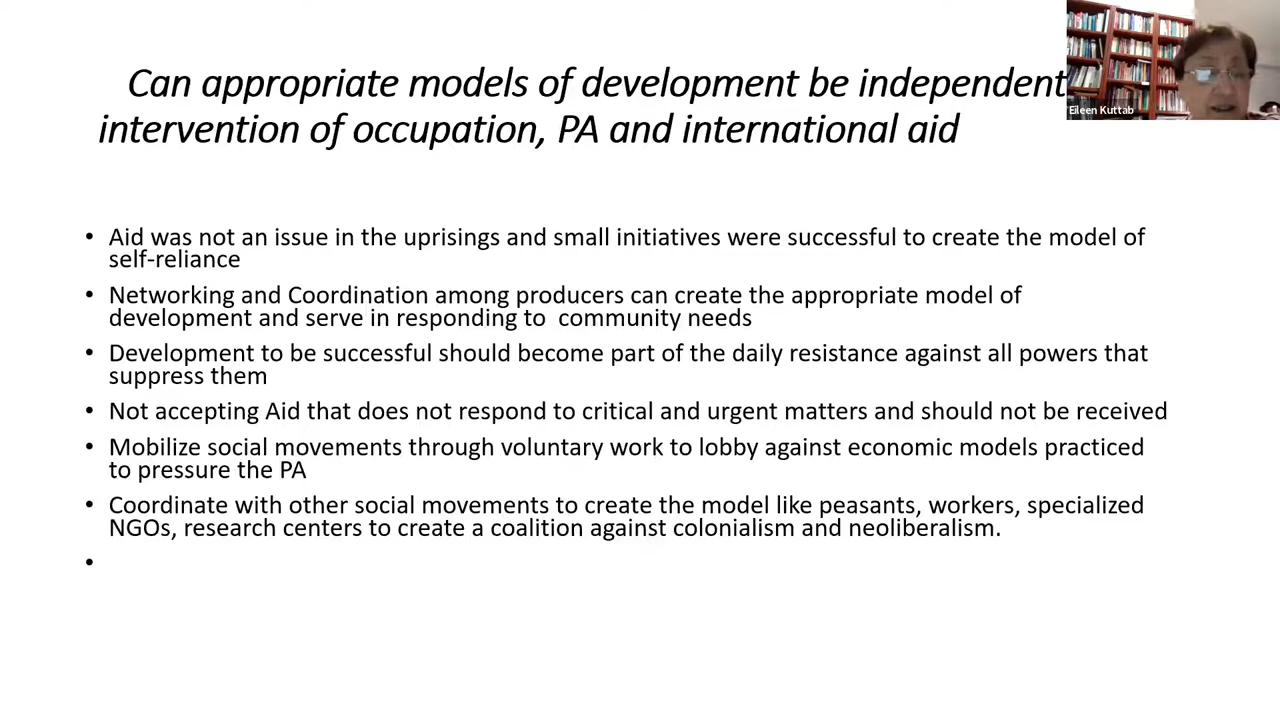 Can appropriate models of development be independent
Eileen Kuttab
intervention of occupation, PA and international aid
• Aid was not an issue in the uprisings and small initiatives were successful to create the model of
self-reliance
• Networking and Coordination among producers can create the appropriate model of
development and serve in responding to  community needs
• Development to be successful should become part of the daily resistance against all powers that
suppress them
• Not accepting Aid that does not respond to critical and urgent matters and should not be received
• Mobilize social movements through voluntary work to lobby against economic models practiced
to pressure the PA
• Coordinate with other social movements to create the model like peasants, workers, specialized
NGOs, research centers to create a coalition against colonialism and neoliberalism.
•